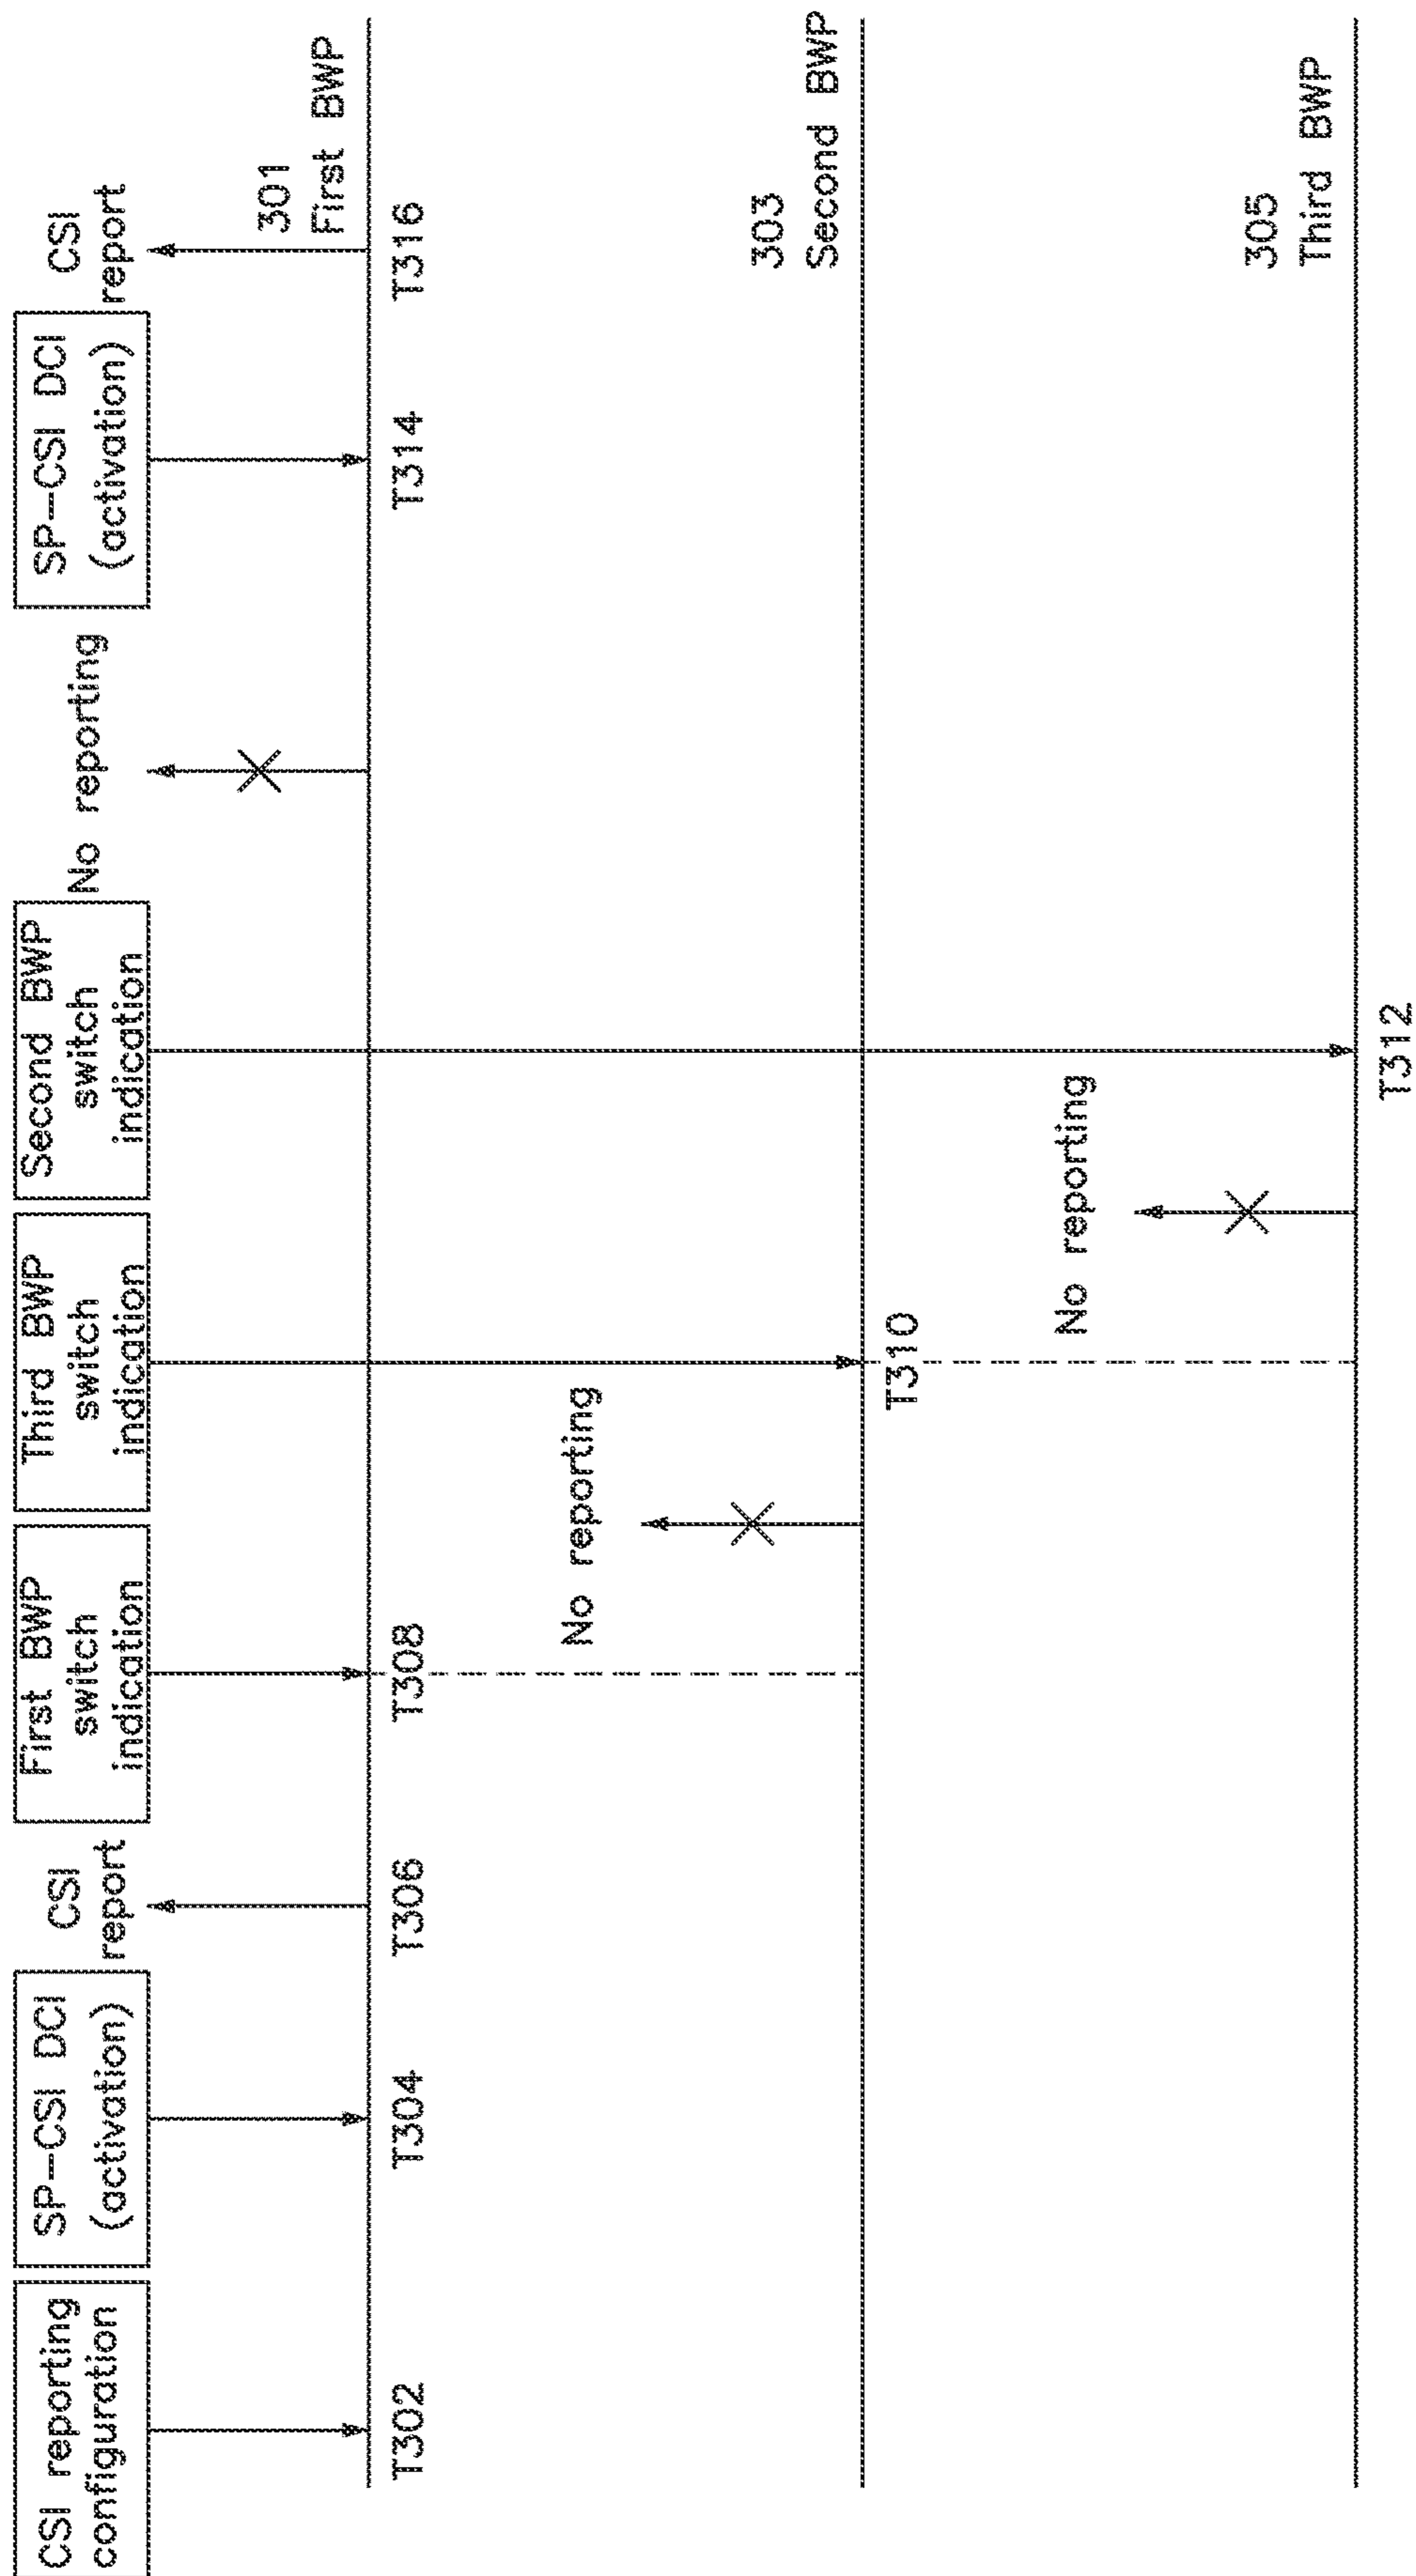 CSI reporting
configuration
SP-CSI DCI
(activation)
CSI
report
First BWP
switch
indication
Third BWP
switch
indication
Second BWP
switch
indication
No reporting
SP-CSI DCI
(activation)
CSI
report
301
First BWP
T302
T304
T306
T308
T314
T316
No reporting
303
Second BWP
T310
No reporting
305
Third BWP
T312